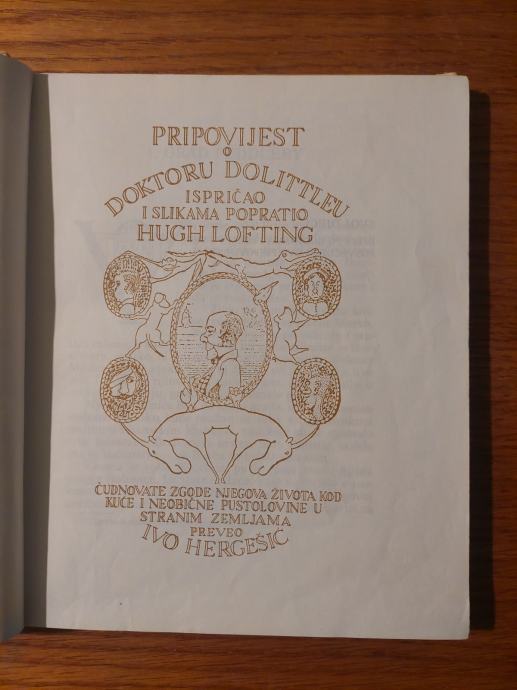 PRIPOVIJEST
O
DOKTORU DOLITTLEU
ISPRIČAO
I SLIKAMA POPRATIO
HUGH LOFTING
ČUDNOVATE ZGODE NJEGOVA ŽIVOTA KOD
KUĆE I NEOBIČNE PUSTOLOVINE U
STRANIM ZEMLJAMA
PREVEO
IVO HERGEŠIĆ